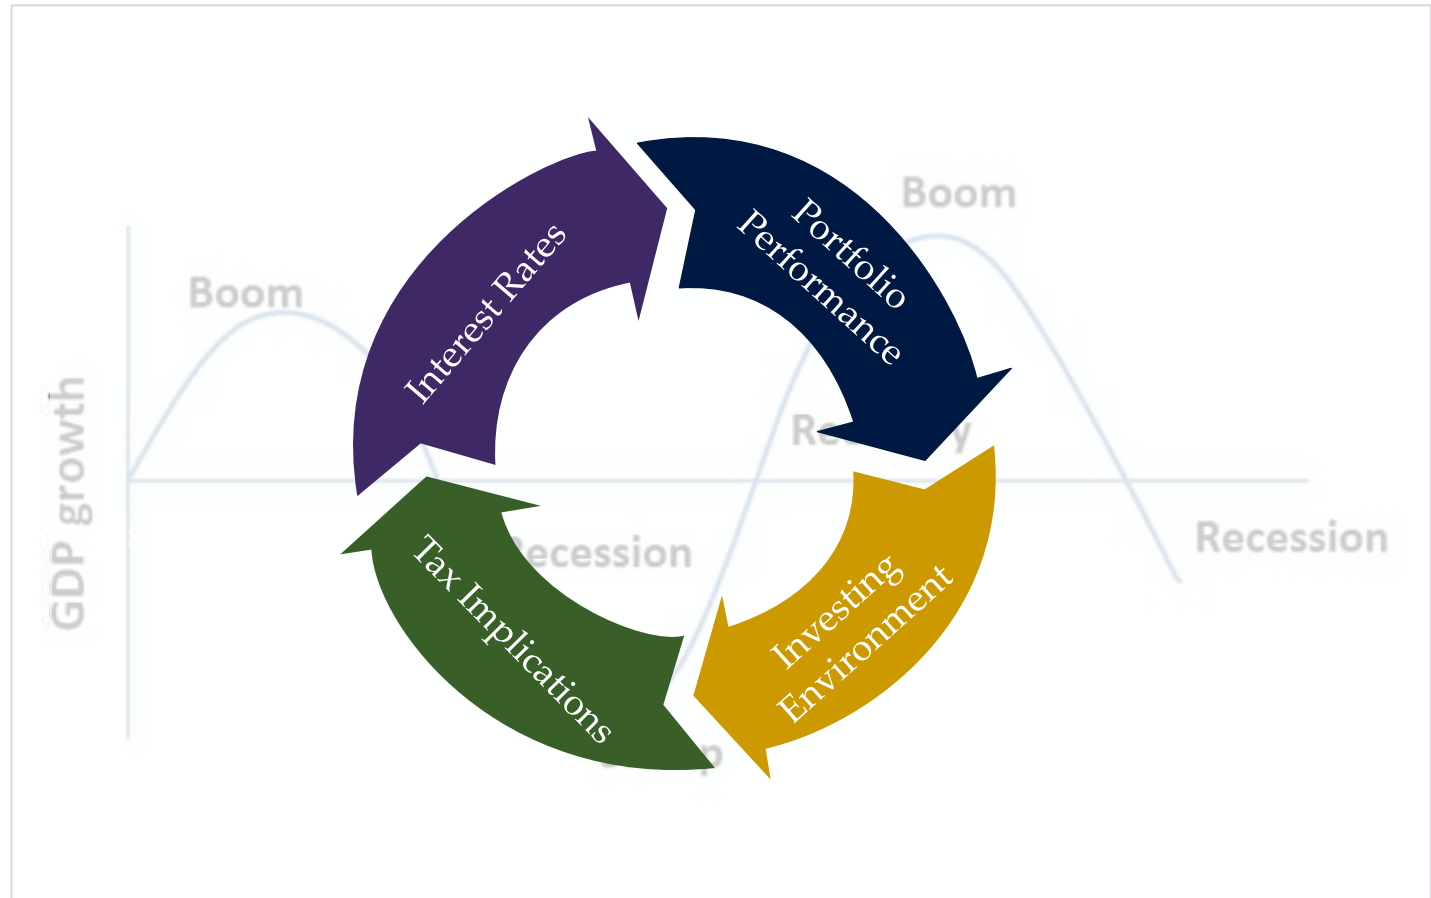 Boom
Boom
Portfolio
Performance
Interest Rates
GDP growth
Recession
Recession
Investing
Environment
Tax Implications